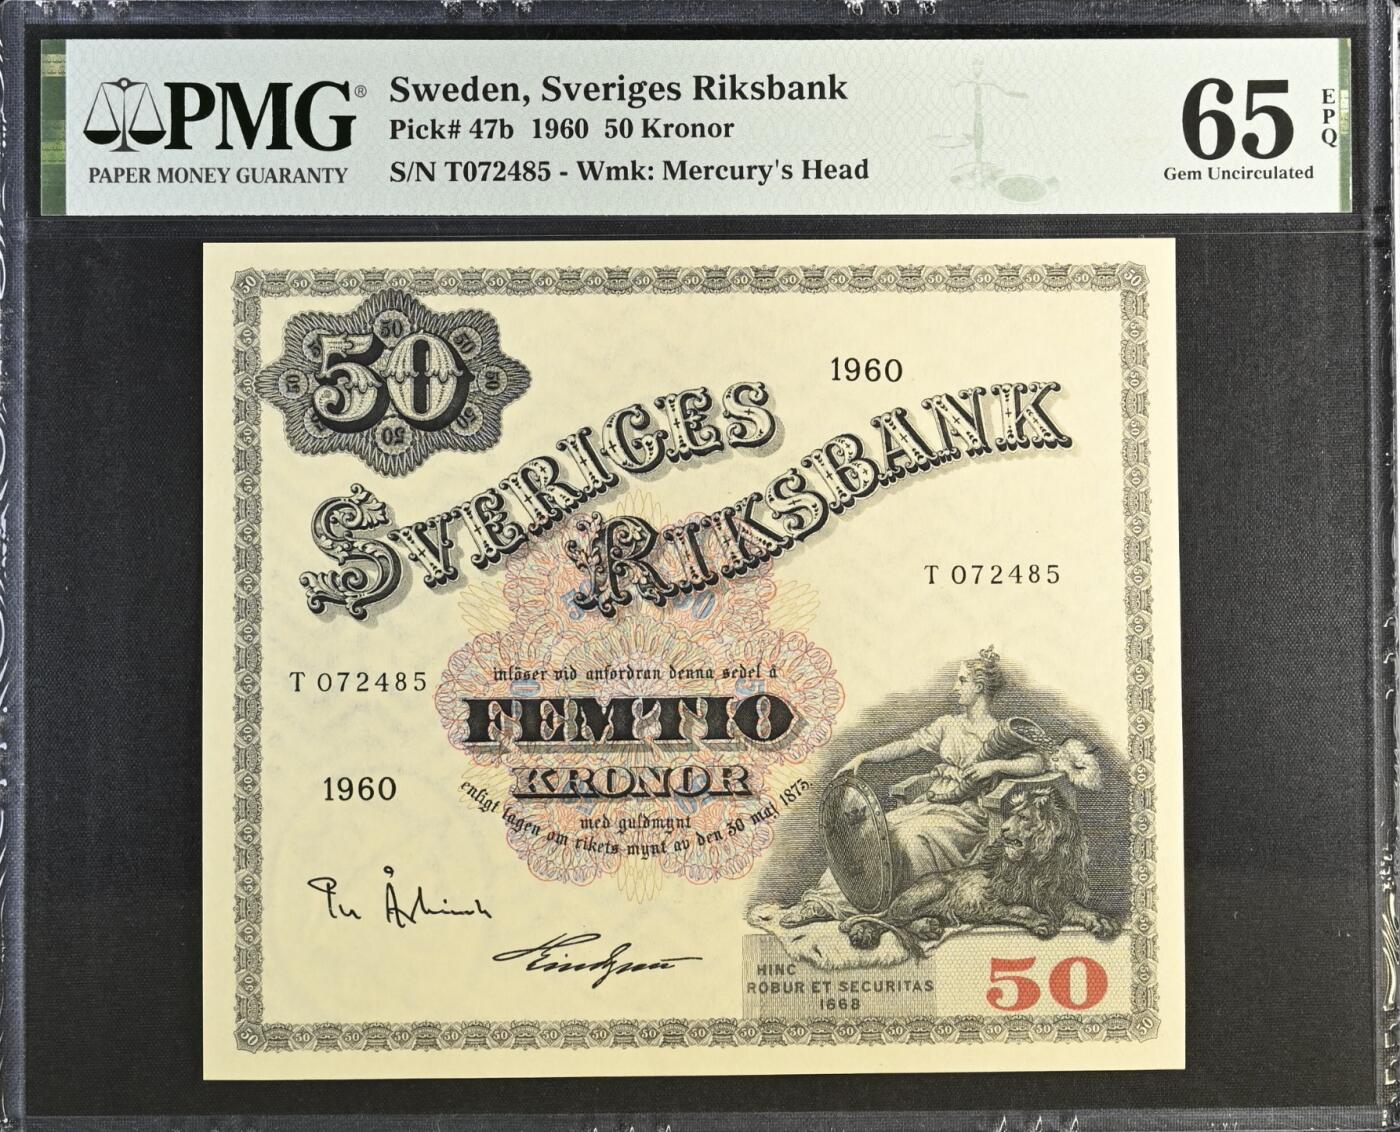 PMG®
PAPER MONEY GUARANTY
Sweden, Sveriges Riksbank
Pick# 47b 1960 50 Kronor
S/N T072485 - Wmk: Mercury's Head
65
EPQ
Gem Uncirculated
50
1960
SVERIGES
RIKSBANK
T 072485
T 072485
inlöser vid anfordran denna sedel å
FEMTIO
KRONOR
1960
med guldmynt
enligt lagen om rikets mynt av den 30 maj 1873.
HINC
ROBUR ET SECURITAS
1668
50